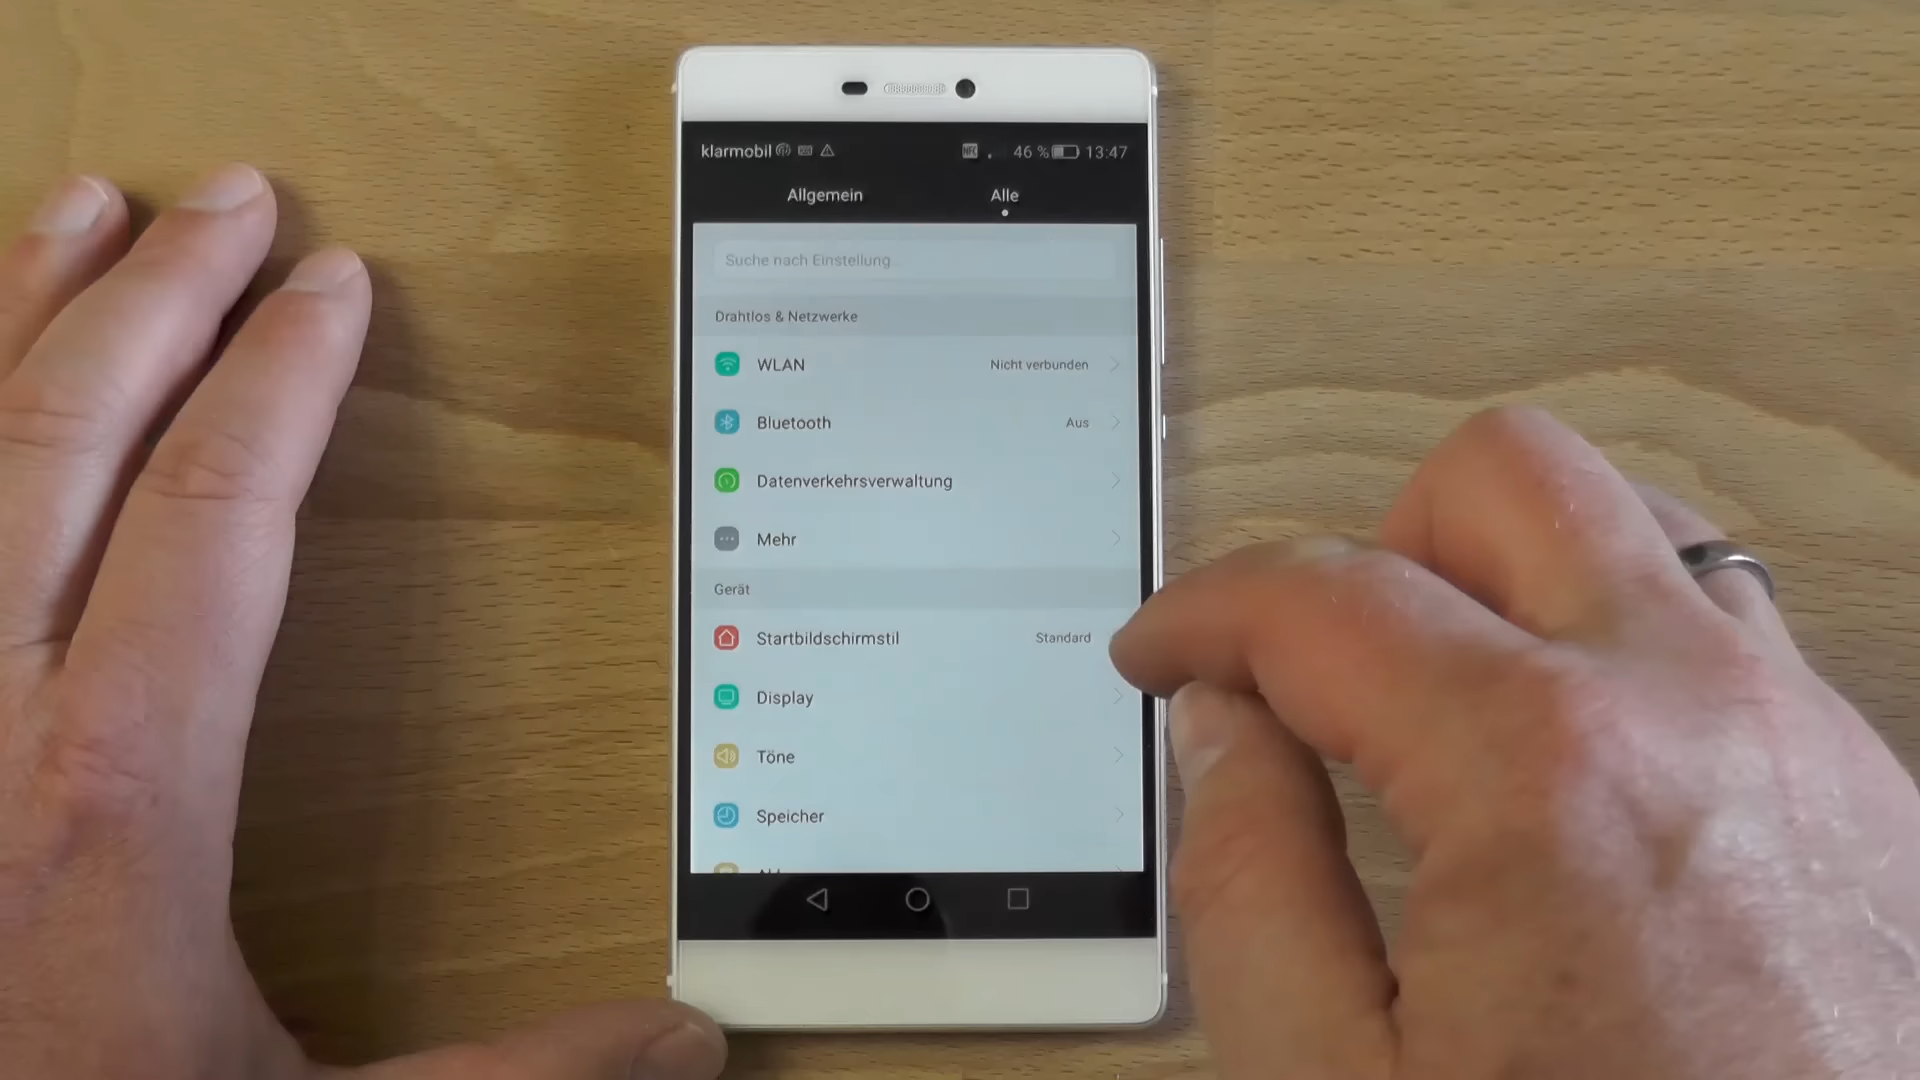 klarmobil 46 % 13:47
Allgemein Alle
Suche nach Einstellung...
Drahtlos & Netzwerke
WLAN Nicht verbunden
Bluetooth Aus
Datenverkehrsverwaltung
Mehr
Gerät
Startbildschirmstil Standard
Display
Töne
Speicher